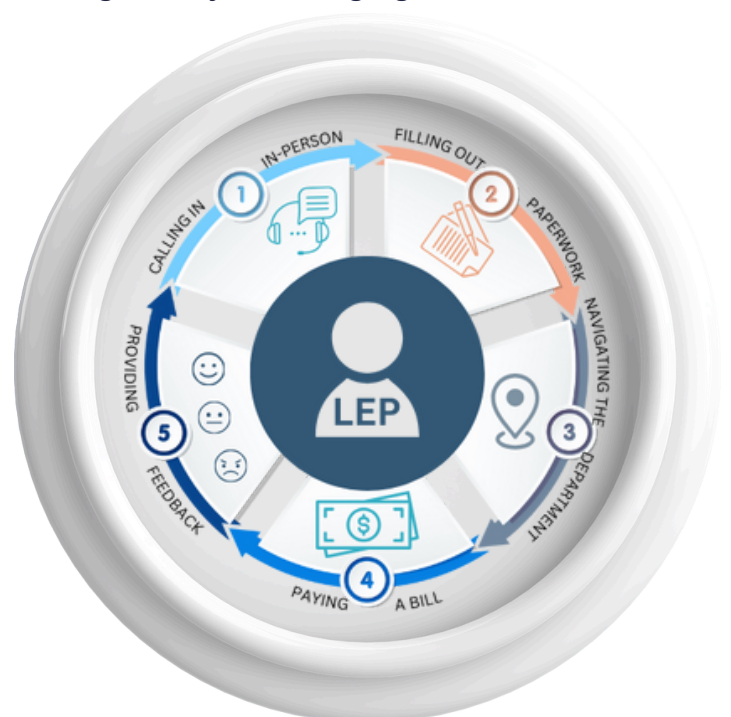 CALLING IN
1
IN-PERSON
FILLING OUT
2
PAPERWORK
NAVIGATING THE
3
DEPARTMENT
$
4
PAYING
A BILL
PROVIDING
5
FEEDBACK
LEP